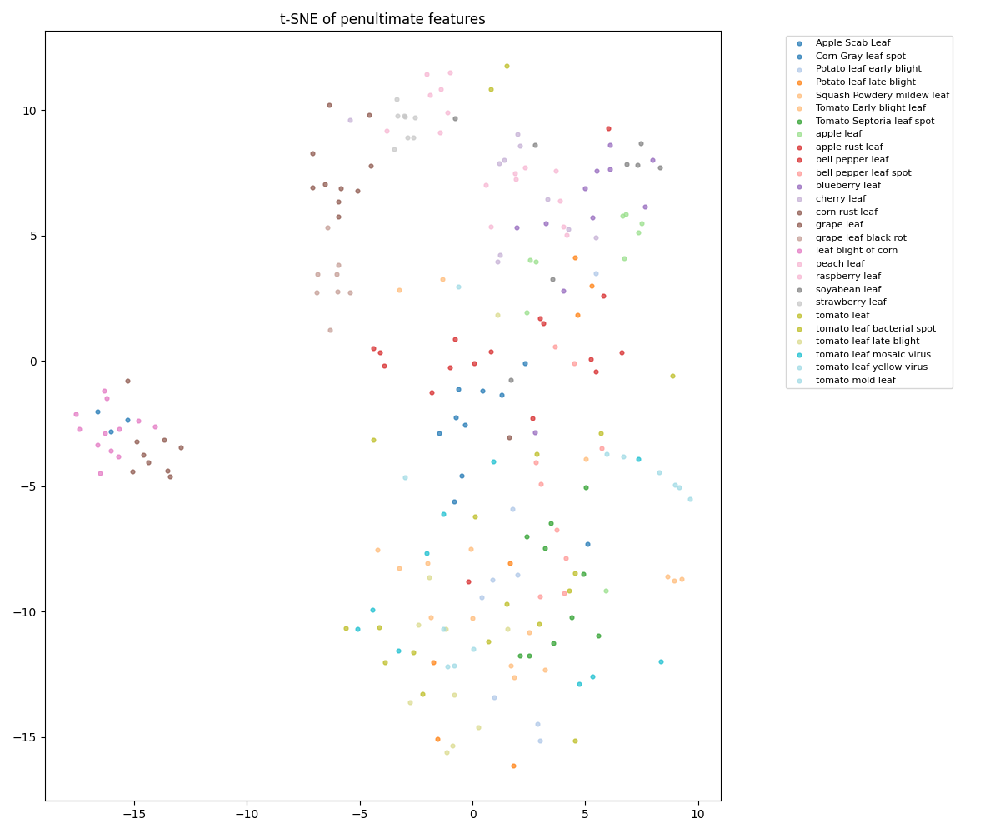 t-SNE of penultimate features
10
5
0
−5
−10
−15
−15
−10
−5
0
5
10
Apple Scab Leaf
Corn Gray leaf spot
Potato leaf early blight
Potato leaf late blight
Squash Powdery mildew leaf
Tomato Early blight leaf
Tomato Septoria leaf spot
apple leaf
apple rust leaf
bell pepper leaf
bell pepper leaf spot
blueberry leaf
cherry leaf
corn rust leaf
grape leaf
grape leaf black rot
leaf blight of corn
peach leaf
raspberry leaf
soyabean leaf
strawberry leaf
tomato leaf
tomato leaf bacterial spot
tomato leaf late blight
tomato leaf mosaic virus
tomato leaf yellow virus
tomato mold leaf